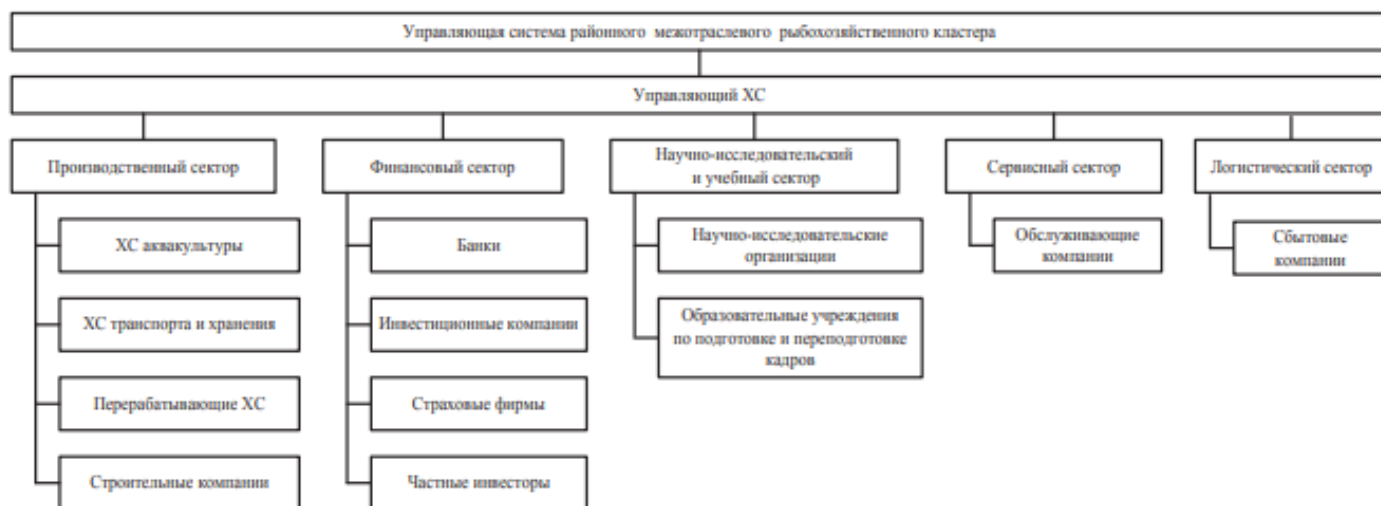 Управляющая система районного межотраслевого рыбохозяйственного кластера
Управляющий ХС
Производственный сектор
ХС аквакультуры
ХС транспорта и хранения
Перерабатывающие ХС
Строительные компании
Финансовый сектор
Банки
Инвестиционные компании
Страховые фирмы
Частные инвесторы
Научно-исследовательский
и учебный сектор
Научно-исследовательские
организации
Образовательные учреждения
по подготовке и переподготовке
кадров
Сервисный сектор
Обслуживающие
компании
Логистический сектор
Сбытовые
компании